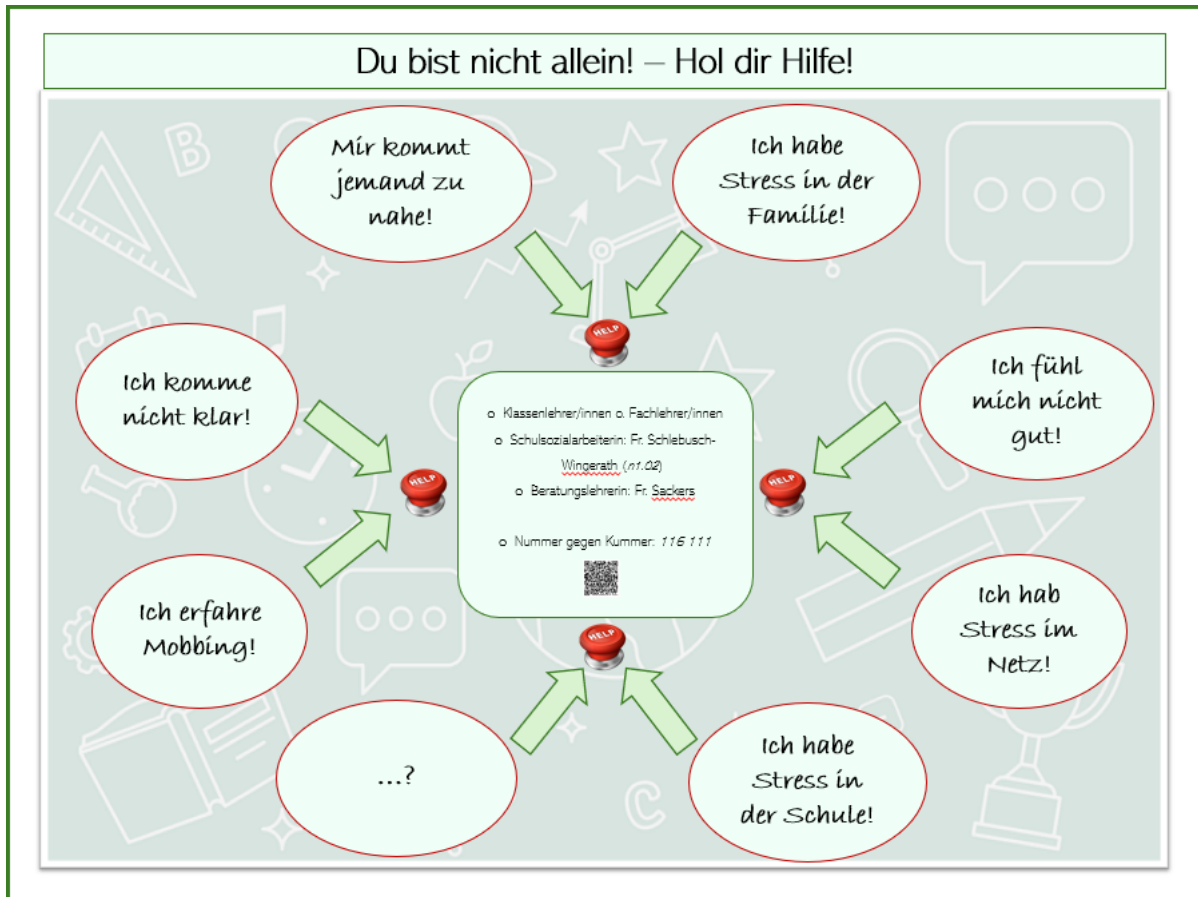 Du bist nicht allein! – Hol dir Hilfe!
Mir kommt
jemand zu
nahe!
Ich habe
Stress in der
Familie!
Ich komme
nicht klar!
Ich fühl
mich nicht
gut!
HELP
HELP
HELP
o Klassenlehrer/innen o. Fachlehrer/innen
o Schulsozialarbeiterin: Fr. Schlebusch-
Wingerath (n1.02)
o Beratungslehrerin: Fr. Sackers
o Nummer gegen Kummer: 116 111
HELP
Ich erfahre
Mobbing!
Ich hab
Stress im
Netz!
...?
Ich habe
Stress in
der Schule!
B
C